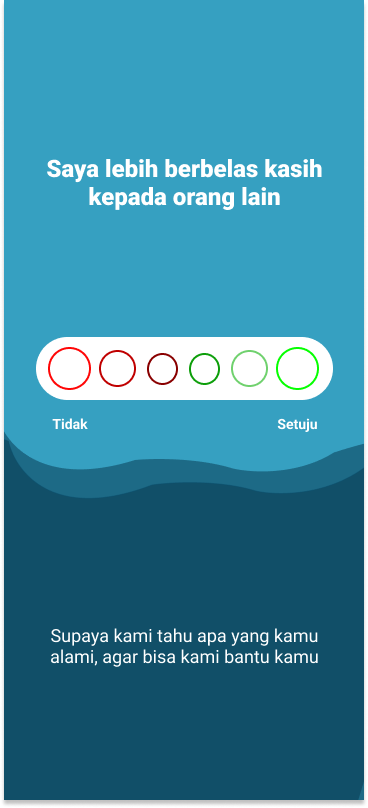 Saya lebih berbelas kasih
kepada orang lain
Tidak
Setuju
Supaya kami tahu apa yang kamu
alami, agar bisa kami bantu kamu